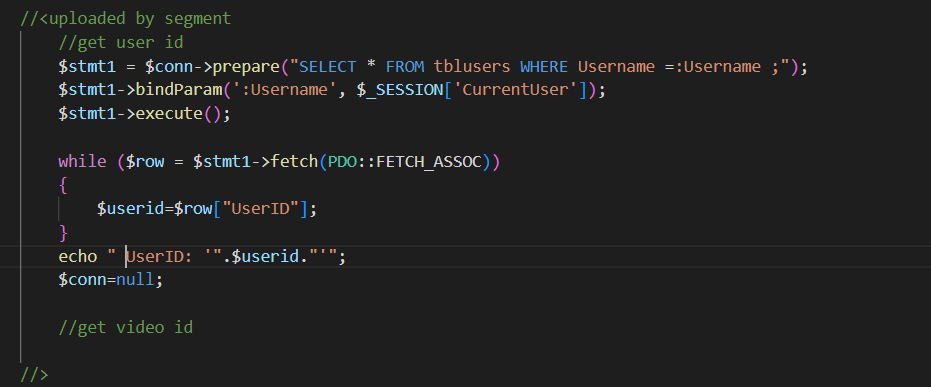 //<uploaded by segment
//get user id
$stmt1 = $conn->prepare("SELECT * FROM tblusers WHERE Username =:Username ;");
$stmt1->bindParam(':Username', $_SESSION['CurrentUser']);
$stmt1->execute();
while ($row = $stmt1->fetch(PDO::FETCH_ASSOC))
{
$userid=$row["UserID"];
}
echo " UserID: '".$userid."'";
$conn=null;
//get video id
//>